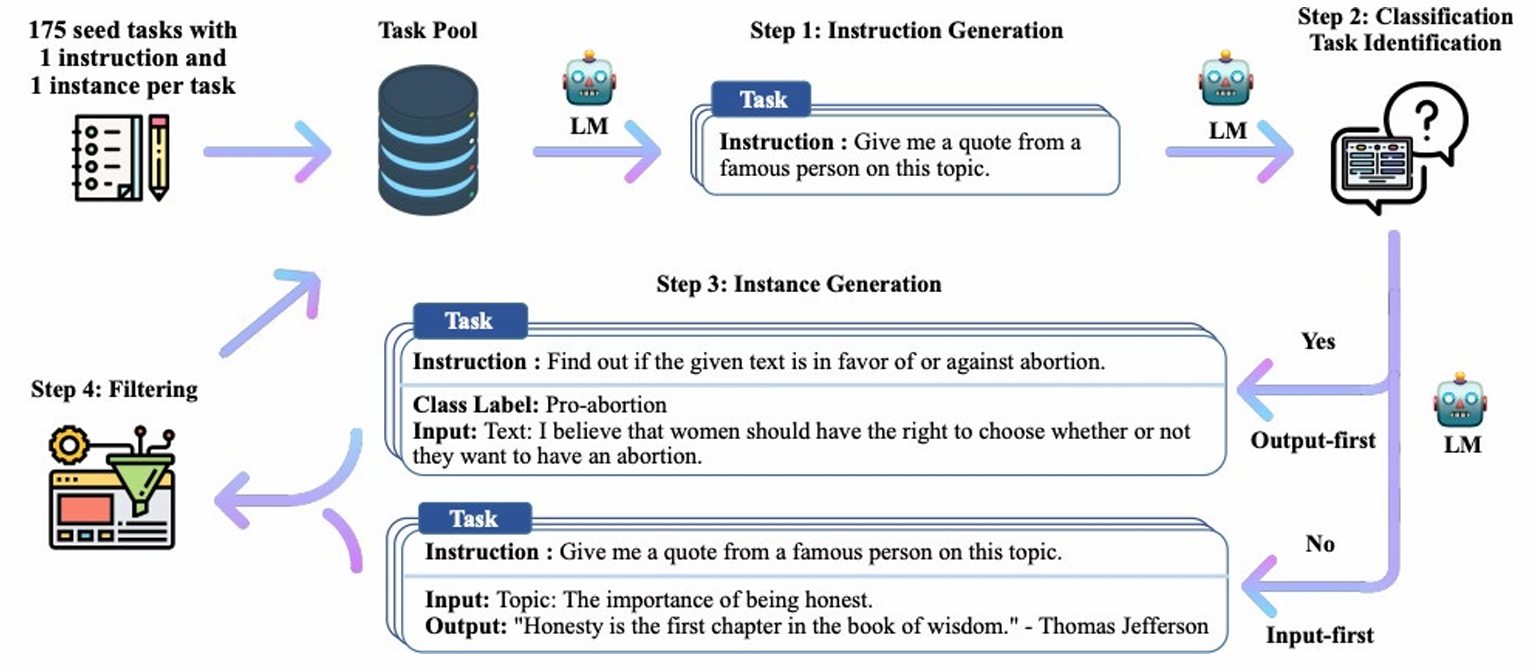 175 seed tasks with
1 instruction and
1 instance per task
Task Pool
LM
Step 1: Instruction Generation
Task
Instruction : Give me a quote from a
famous person on this topic.
LM
Step 2: Classification
Task Identification
?
Step 3: Instance Generation
Task
Instruction : Find out if the given text is in favor of or against abortion.
Class Label: Pro-abortion
Input: Text: I believe that women should have the right to choose whether or not
they want to have an abortion.
Yes
Output-first
LM
Step 4: Filtering
Task
Instruction : Give me a quote from a famous person on this topic.
Input: Topic: The importance of being honest.
Output: "Honesty is the first chapter in the book of wisdom." - Thomas Jefferson
No
Input-first